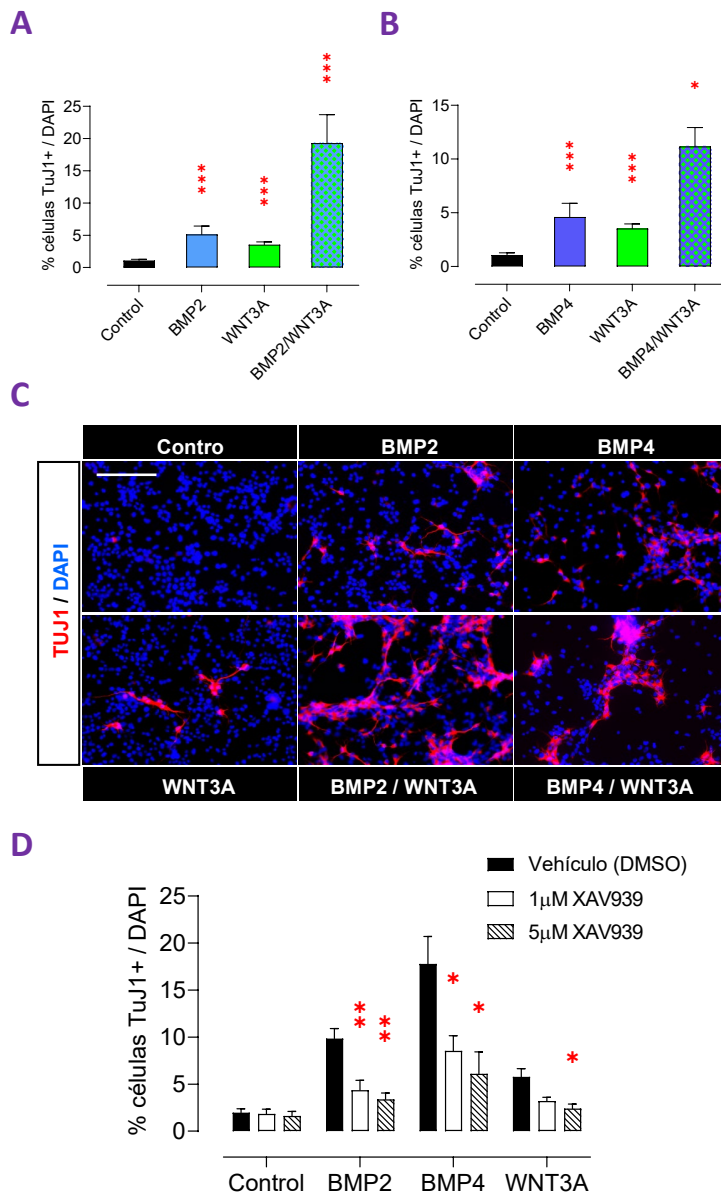 A
B
% células TuJ1+ / DAPI
25
20
15
10
5
0
***
***
***
Control
BMP2
WNT3A
BMP2/WNT3A
% células TuJ1+ / DAPI
15
10
5
0
***
***
*
Control
BMP4
WNT3A
BMP4/WNT3A
C
Contro
BMP2
BMP4
TUJ1 / DAPI
WNT3A
BMP2 / WNT3A
BMP4 / WNT3A
D
Vehículo (DMSO)
1μM XAV939
5μM XAV939
% células TuJ1+ / DAPI
25
20
15
10
5
0
**
**
*
*
*
Control
BMP2
BMP4
WNT3A